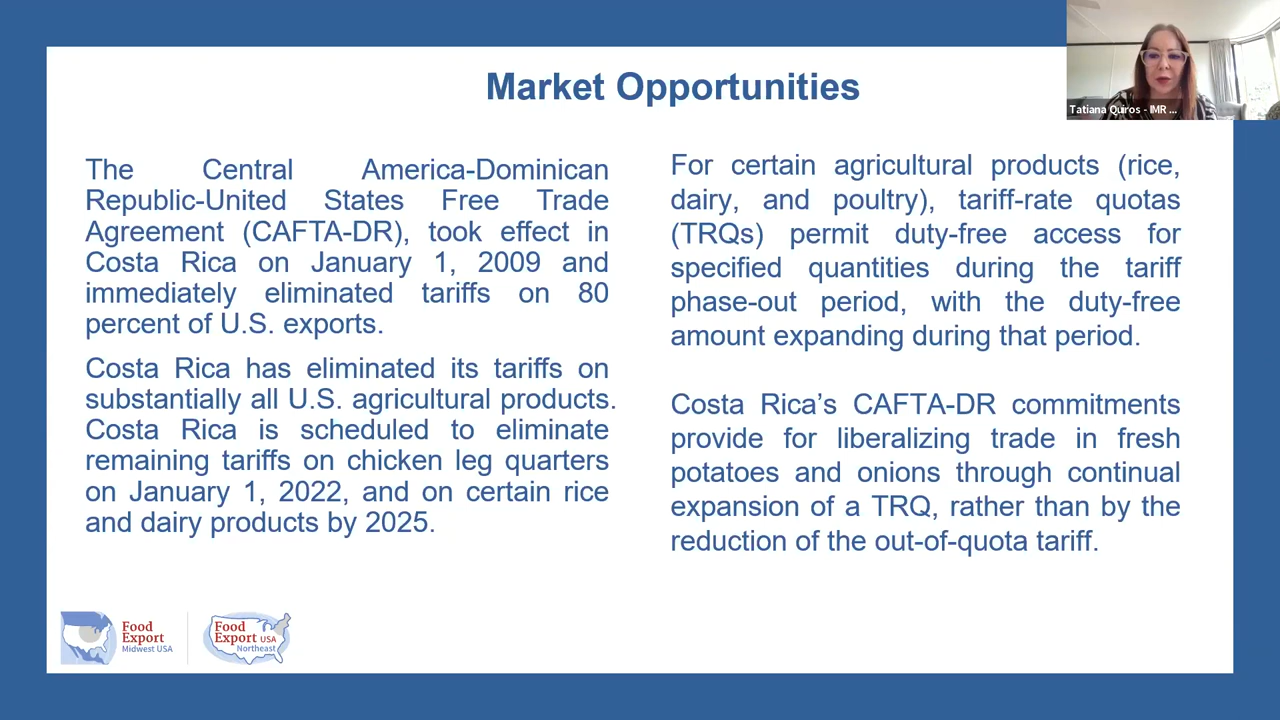 Market Opportunities
Tatiana Quiros - IMR ...
The Central America-Dominican
Republic-United States Free Trade
Agreement (CAFTA-DR), took effect in
Costa Rica on January 1, 2009 and
immediately eliminated tariffs on 80
percent of U.S. exports.
Costa Rica has eliminated its tariffs on
substantially all U.S. agricultural products.
Costa Rica is scheduled to eliminate
remaining tariffs on chicken leg quarters
on January 1, 2022, and on certain rice
and dairy products by 2025.
For certain agricultural products (rice,
dairy, and poultry), tariff-rate quotas
(TRQs) permit duty-free access for
specified quantities during the tariff
phase-out period, with the duty-free
amount expanding during that period.
Costa Rica’s CAFTA-DR commitments
provide for liberalizing trade in fresh
potatoes and onions through continual
expansion of a TRQ, rather than by the
reduction of the out-of-quota tariff.
Food
Export
Midwest USA
Food
Export USA
Northeast